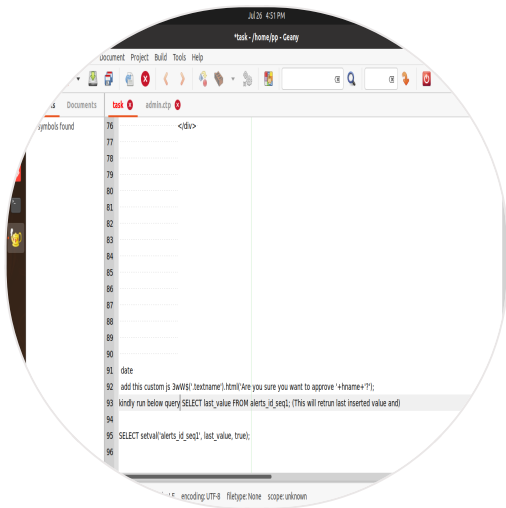 Jul 26 4:51 PM
*task - /home/pp - Geany
Document Project Build Tools Help
Documents task admin.ctp
symbols found
76 </div>
77
78
79
80
81
82
83
84
85
86
87
88
89
90
91 date
92 add this custom js 3wW$('.textname').html('Are you sure you want to approve '+hname+'?');
93 kindly run below query SELECT last_value FROM alerts_id_seq1; (This will retrun last inserted value and)
94
95 SELECT setval('alerts_id_seq1', last_value, true);
96
encoding: UTF-8 filetype: None scope: unknown